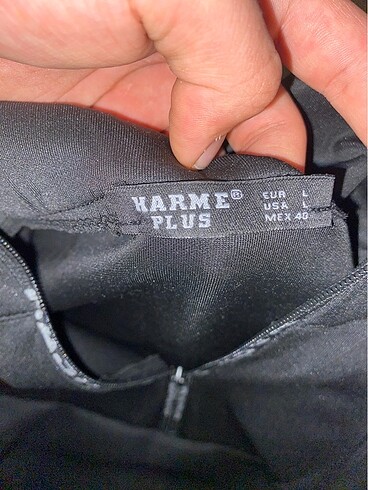 HARME®
PLUS
EUR L
USA L
MEX 40